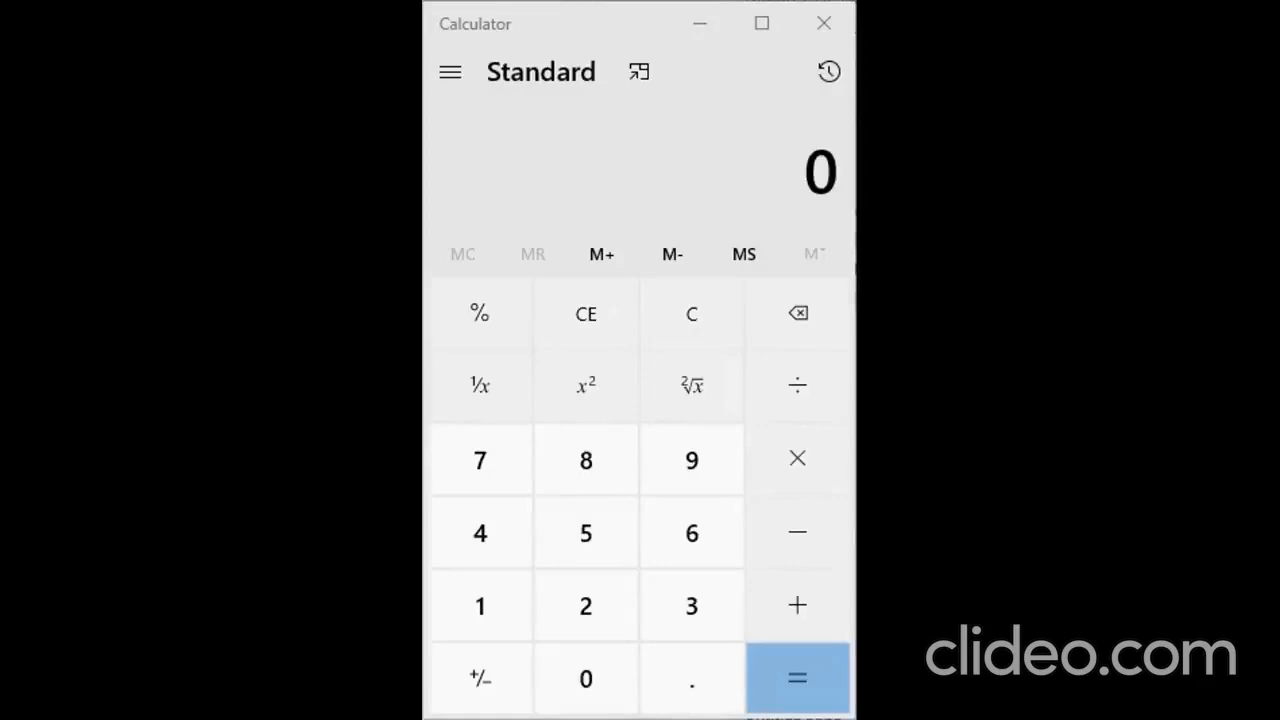 Calculator
Standard
0
MC MR M+ M- MS M˅
% CE C
⅟x x² ²√x ÷
7 8 9 ×
4 5 6 −
1 2 3 +
+/− 0 . =
clideo.com